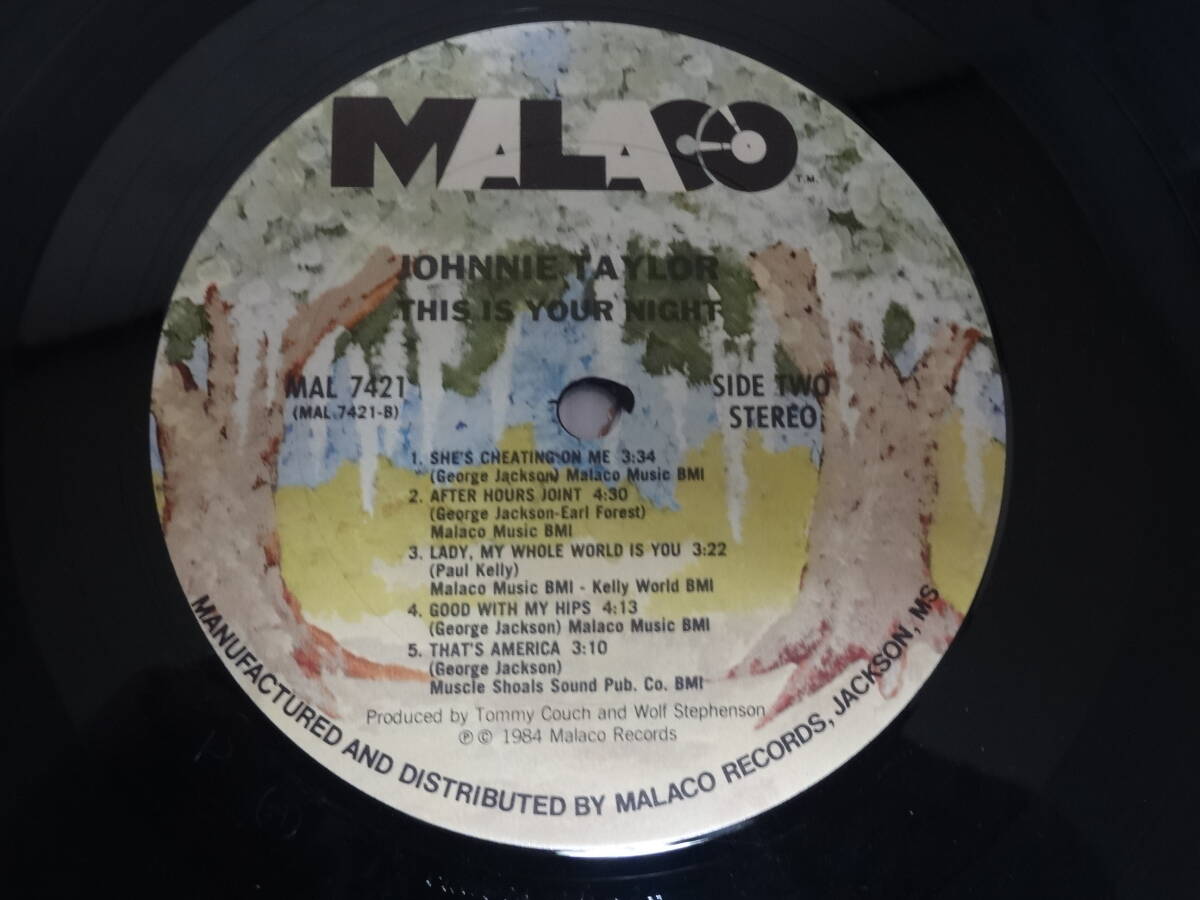 MALACO T.M.
JOHNNIE TAYLOR
THIS IS YOUR NIGHT
MAL 7421
(MAL.7421-B)
SIDE TWO
STEREO
1. SHE'S CHEATING ON ME 3:34
(George Jackson) Malaco Music BMI
2. AFTER HOURS JOINT 4:30
(George Jackson-Earl Forest)
Malaco Music BMI
3. LADY, MY WHOLE WORLD IS YOU 3:22
(Paul Kelly)
Malaco Music BMI - Kelly World BMI
4. GOOD WITH MY HIPS 4:13
(George Jackson) Malaco Music BMI
5. THAT'S AMERICA 3:10
(George Jackson)
Muscle Shoals Sound Pub. Co. BMI
Produced by Tommy Couch and Wolf Stephenson
℗ © 1984 Malaco Records
MANUFACTURED AND DISTRIBUTED BY MALACO RECORDS, JACKSON, MS